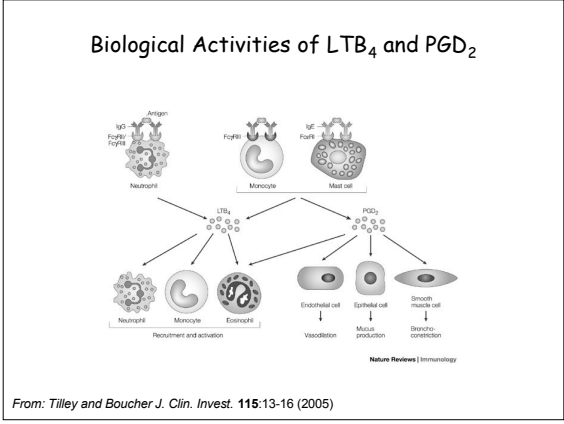 Biological Activities of LTB₄ and PGD₂
Antigen
IgG
FcγRII/
FcγRIII
FcγRIII
IgE
FcεRI
Neutrophil
Monocyte
Mast cell
LTB₄
PGD₂
Neutrophil
Monocyte
Eosinophil
Recruitment and activation
Endothelial cell
Epithelial cell
Smooth
muscle cell
Vasodilation
Mucus
production
Broncho-
constriction
Nature Reviews | Immunology
From: Tilley and Boucher J. Clin. Invest. 115:13-16 (2005)